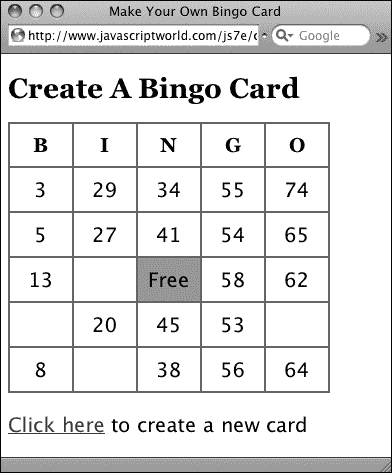 Make Your Own Bingo Card
http://www.javascriptworld.com/js7e/c Google »
Create A Bingo Card
B I N G O
3 29 34 55 74
5 27 41 54 65
13 Free 58 62
20 45 53
8 38 56 64
Click here to create a new card